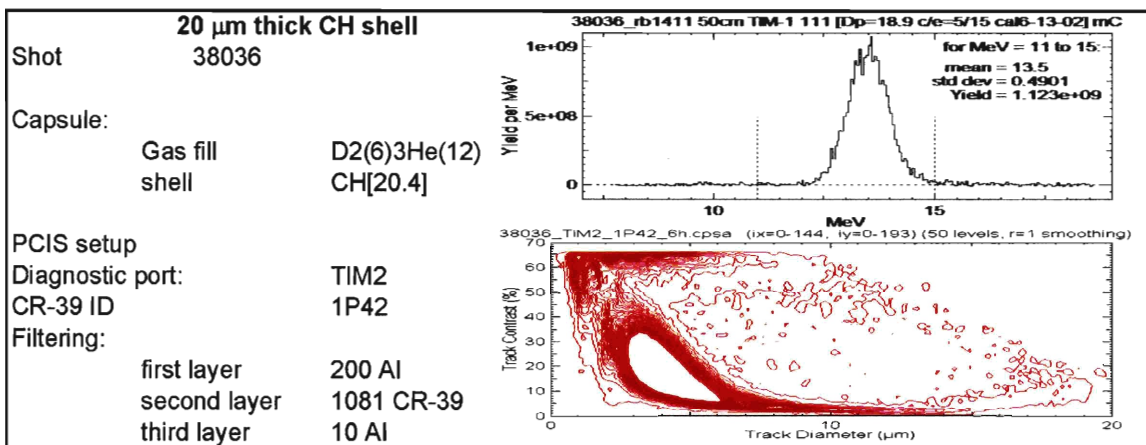 20 µm thick CH shell
Shot 38036
Capsule:
Gas fill D2(6)3He(12)
shell CH[20.4]
PCIS setup
Diagnostic port: TIM2
CR-39 ID 1P42
Filtering:
first layer 200 Al
second layer 1081 CR-39
third layer 10 Al
38036_rb1411 50cm TIM-1 111 [Dp=18.9 c/e=5/15 cal6-13-02] mC
1e+09
for MeV = 11 to 15:
mean = 13.5
std dev = 0.4901
Yield = 1.123e+09
Yield per MeV
5e+08
0
10 15
MeV
38036_TIM2_1P42_6h.cpsa (ix=0-144, iy=0-193) (50 levels, r=1 smoothing)
70
60
50
40
30
20
10
0
Track Contrast (%)
0 10 20
Track Diameter (µm)